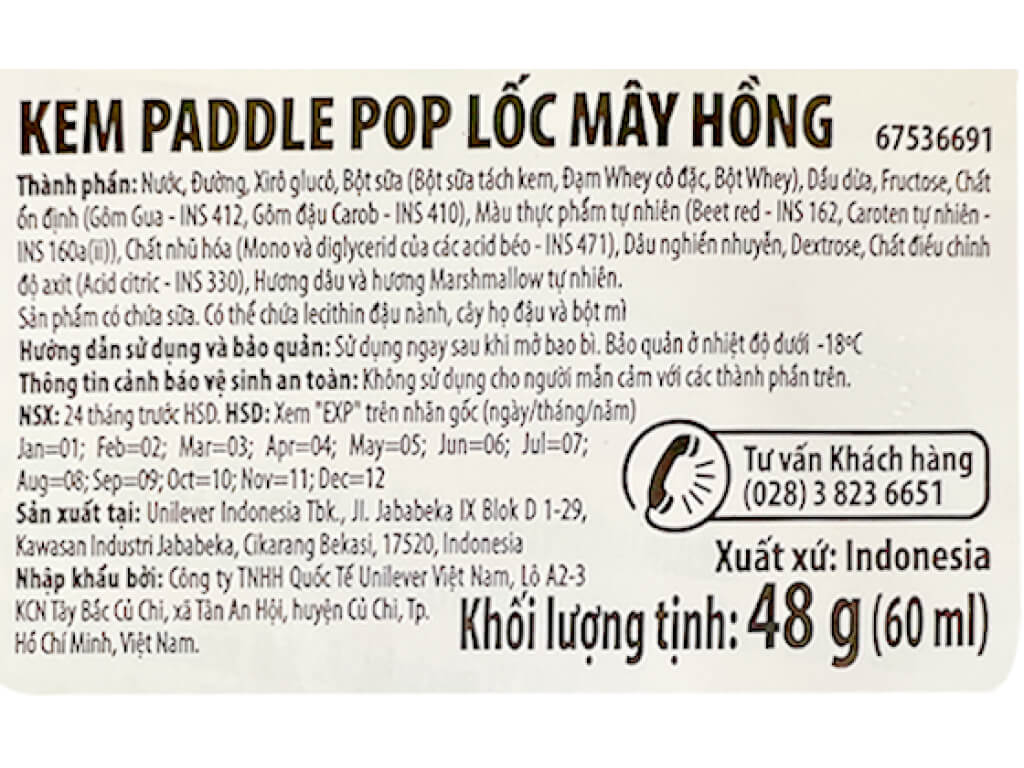 KEM PADDLE POP LỐC MÂY HỒNG 67536691
Thành phần: Nước, Đường, Xirô glucô, Bột sữa (Bột sữa tách kem, Đạm Whey cô đặc, Bột Whey), Dầu dừa, Fructose, Chất
ổn định (Gôm Gua - INS 412, Gôm đậu Carob - INS 410), Màu thực phẩm tự nhiên (Beet red - INS 162, Caroten tự nhiên -
INS 160a(ii)), Chất nhũ hóa (Mono và diglycerid của các acid béo - INS 471), Dâu nghiền nhuyễn, Dextrose, Chất điều chỉnh
độ axit (Acid citric - INS 330), Hương dâu và hương Marshmallow tự nhiên.
Sản phẩm có chứa sữa. Có thể chứa lecithin đậu nành, cây họ đậu và bột mì
Hướng dẫn sử dụng và bảo quản: Sử dụng ngay sau khi mở bao bì. Bảo quản ở nhiệt độ dưới -18ºC
Thông tin cảnh báo vệ sinh an toàn: Không sử dụng cho người mẫn cảm với các thành phần trên.
NSX: 24 tháng trước HSD. HSD: Xem "EXP" trên nhãn gốc (ngày/tháng/năm)
Jan=01; Feb=02; Mar=03; Apr=04; May=05; Jun=06; Jul=07;
Aug=08; Sep=09; Oct=10; Nov=11; Dec=12
Tư vấn Khách hàng
(028) 3 823 6651
Sản xuất tại: Unilever Indonesia Tbk., Jl. Jababeka IX Blok D 1-29,
Kawasan Industri Jababeka, Cikarang Bekasi, 17520, Indonesia
Xuất xứ: Indonesia
Nhập khẩu bởi: Công ty TNHH Quốc Tế Unilever Việt Nam, Lô A2-3
KCN Tây Bắc Củ Chi, xã Tân An Hội, huyện Củ Chi, Tp.
Hồ Chí Minh, Việt Nam.
Khối lượng tịnh: 48 g (60 ml)